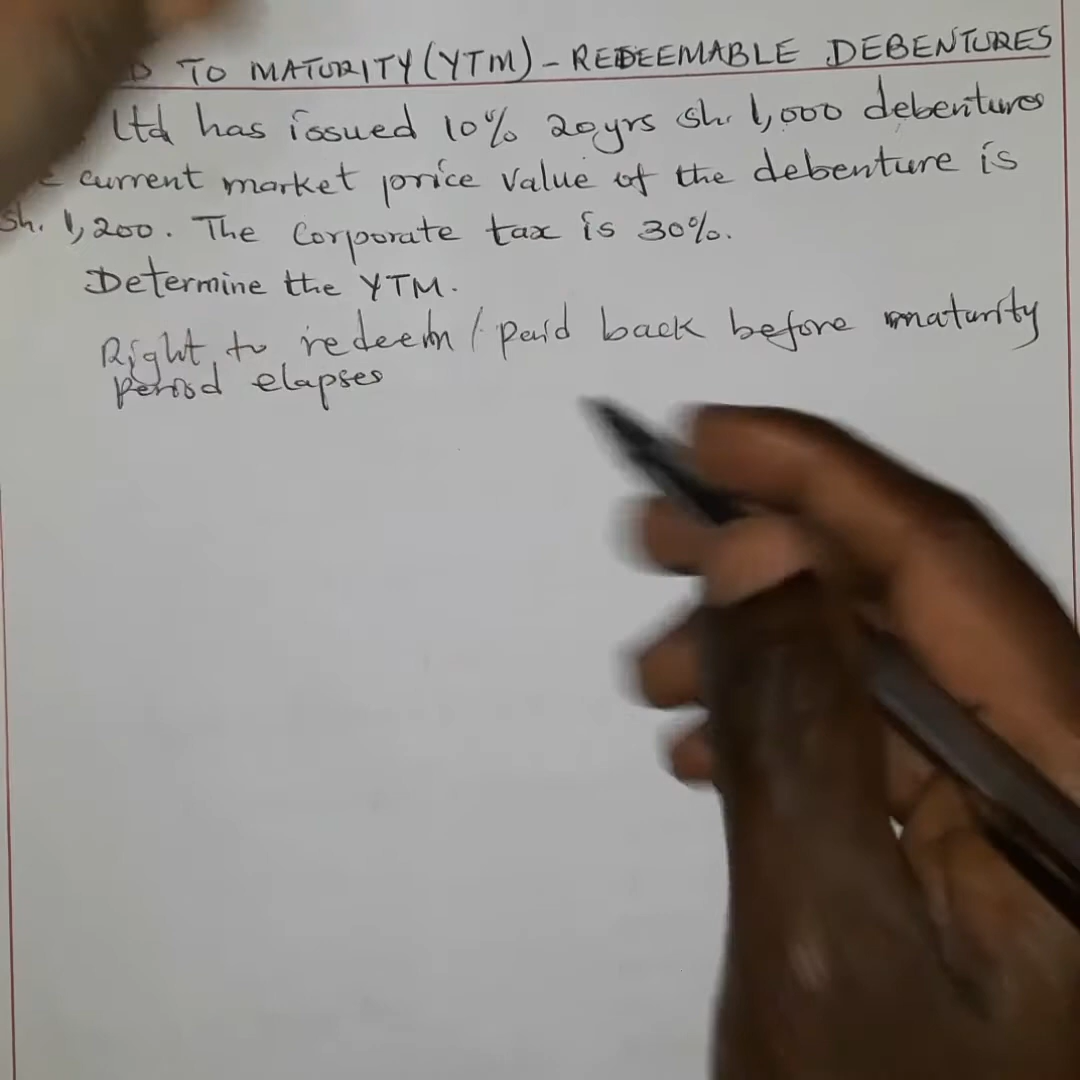 TO MATURITY (YTM) - REDEEMABLE DEBENTURES
Ltd has issued 10% 20yrs sh. 1,000 debentures
current market price value of the debenture is
sh. 1,200. The corporate tax is 30%.
Determine the YTM.
Right to redeem / paid back before maturity
period elapses